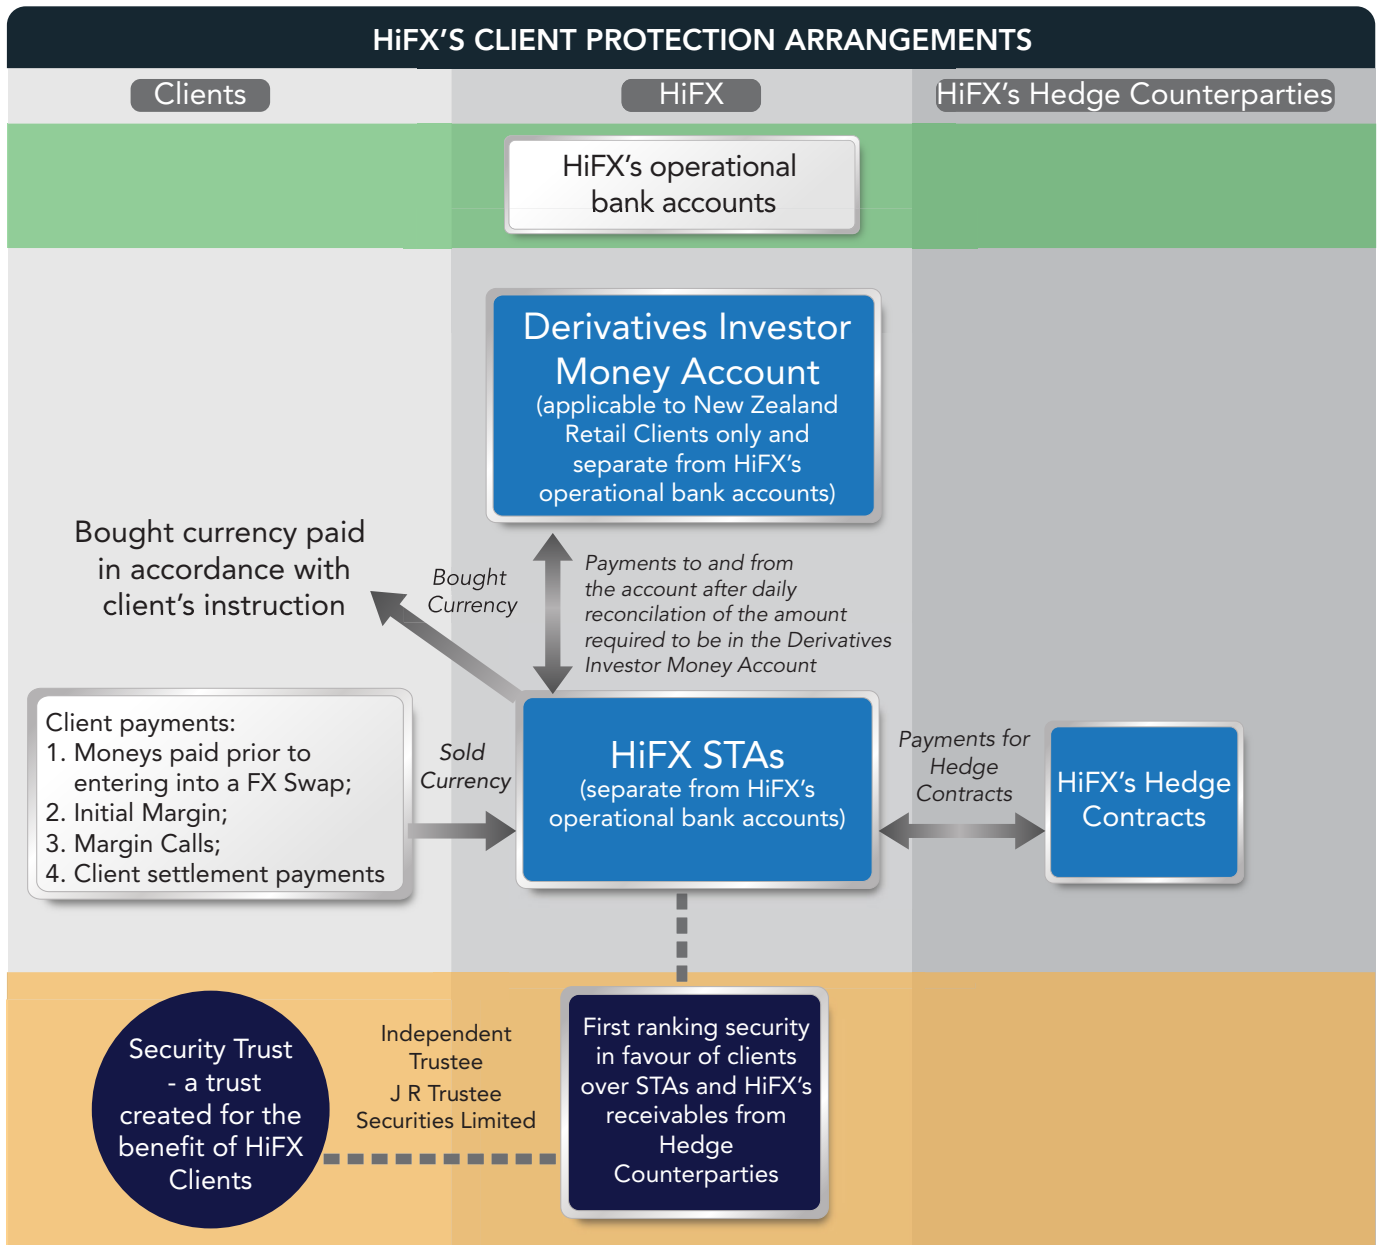 HiFX’S CLIENT PROTECTION ARRANGEMENTS
Clients
HiFX
HiFX’s Hedge Counterparties
HiFX’s operational
bank accounts
Derivatives Investor
Money Account
(applicable to New Zealand
Retail Clients only and
separate from HiFX’s
operational bank accounts)
Bought currency paid
in accordance with
client’s instruction
Bought
Currency
Payments to and from
the account after daily
reconcilation of the amount
required to be in the Derivatives
Investor Money Account
Client payments:
1. Moneys paid prior to
entering into a FX Swap;
2. Initial Margin;
3. Margin Calls;
4. Client settlement payments
Sold
Currency
HiFX STAs
(separate from HiFX’s
operational bank accounts)
Payments for
Hedge
Contracts
HiFX’s Hedge
Contracts
Security Trust
- a trust
created for the
benefit of HiFX
Clients
Independent
Trustee
J R Trustee
Securities Limited
First ranking security
in favour of clients
over STAs and HiFX’s
receivables from
Hedge
Counterparties